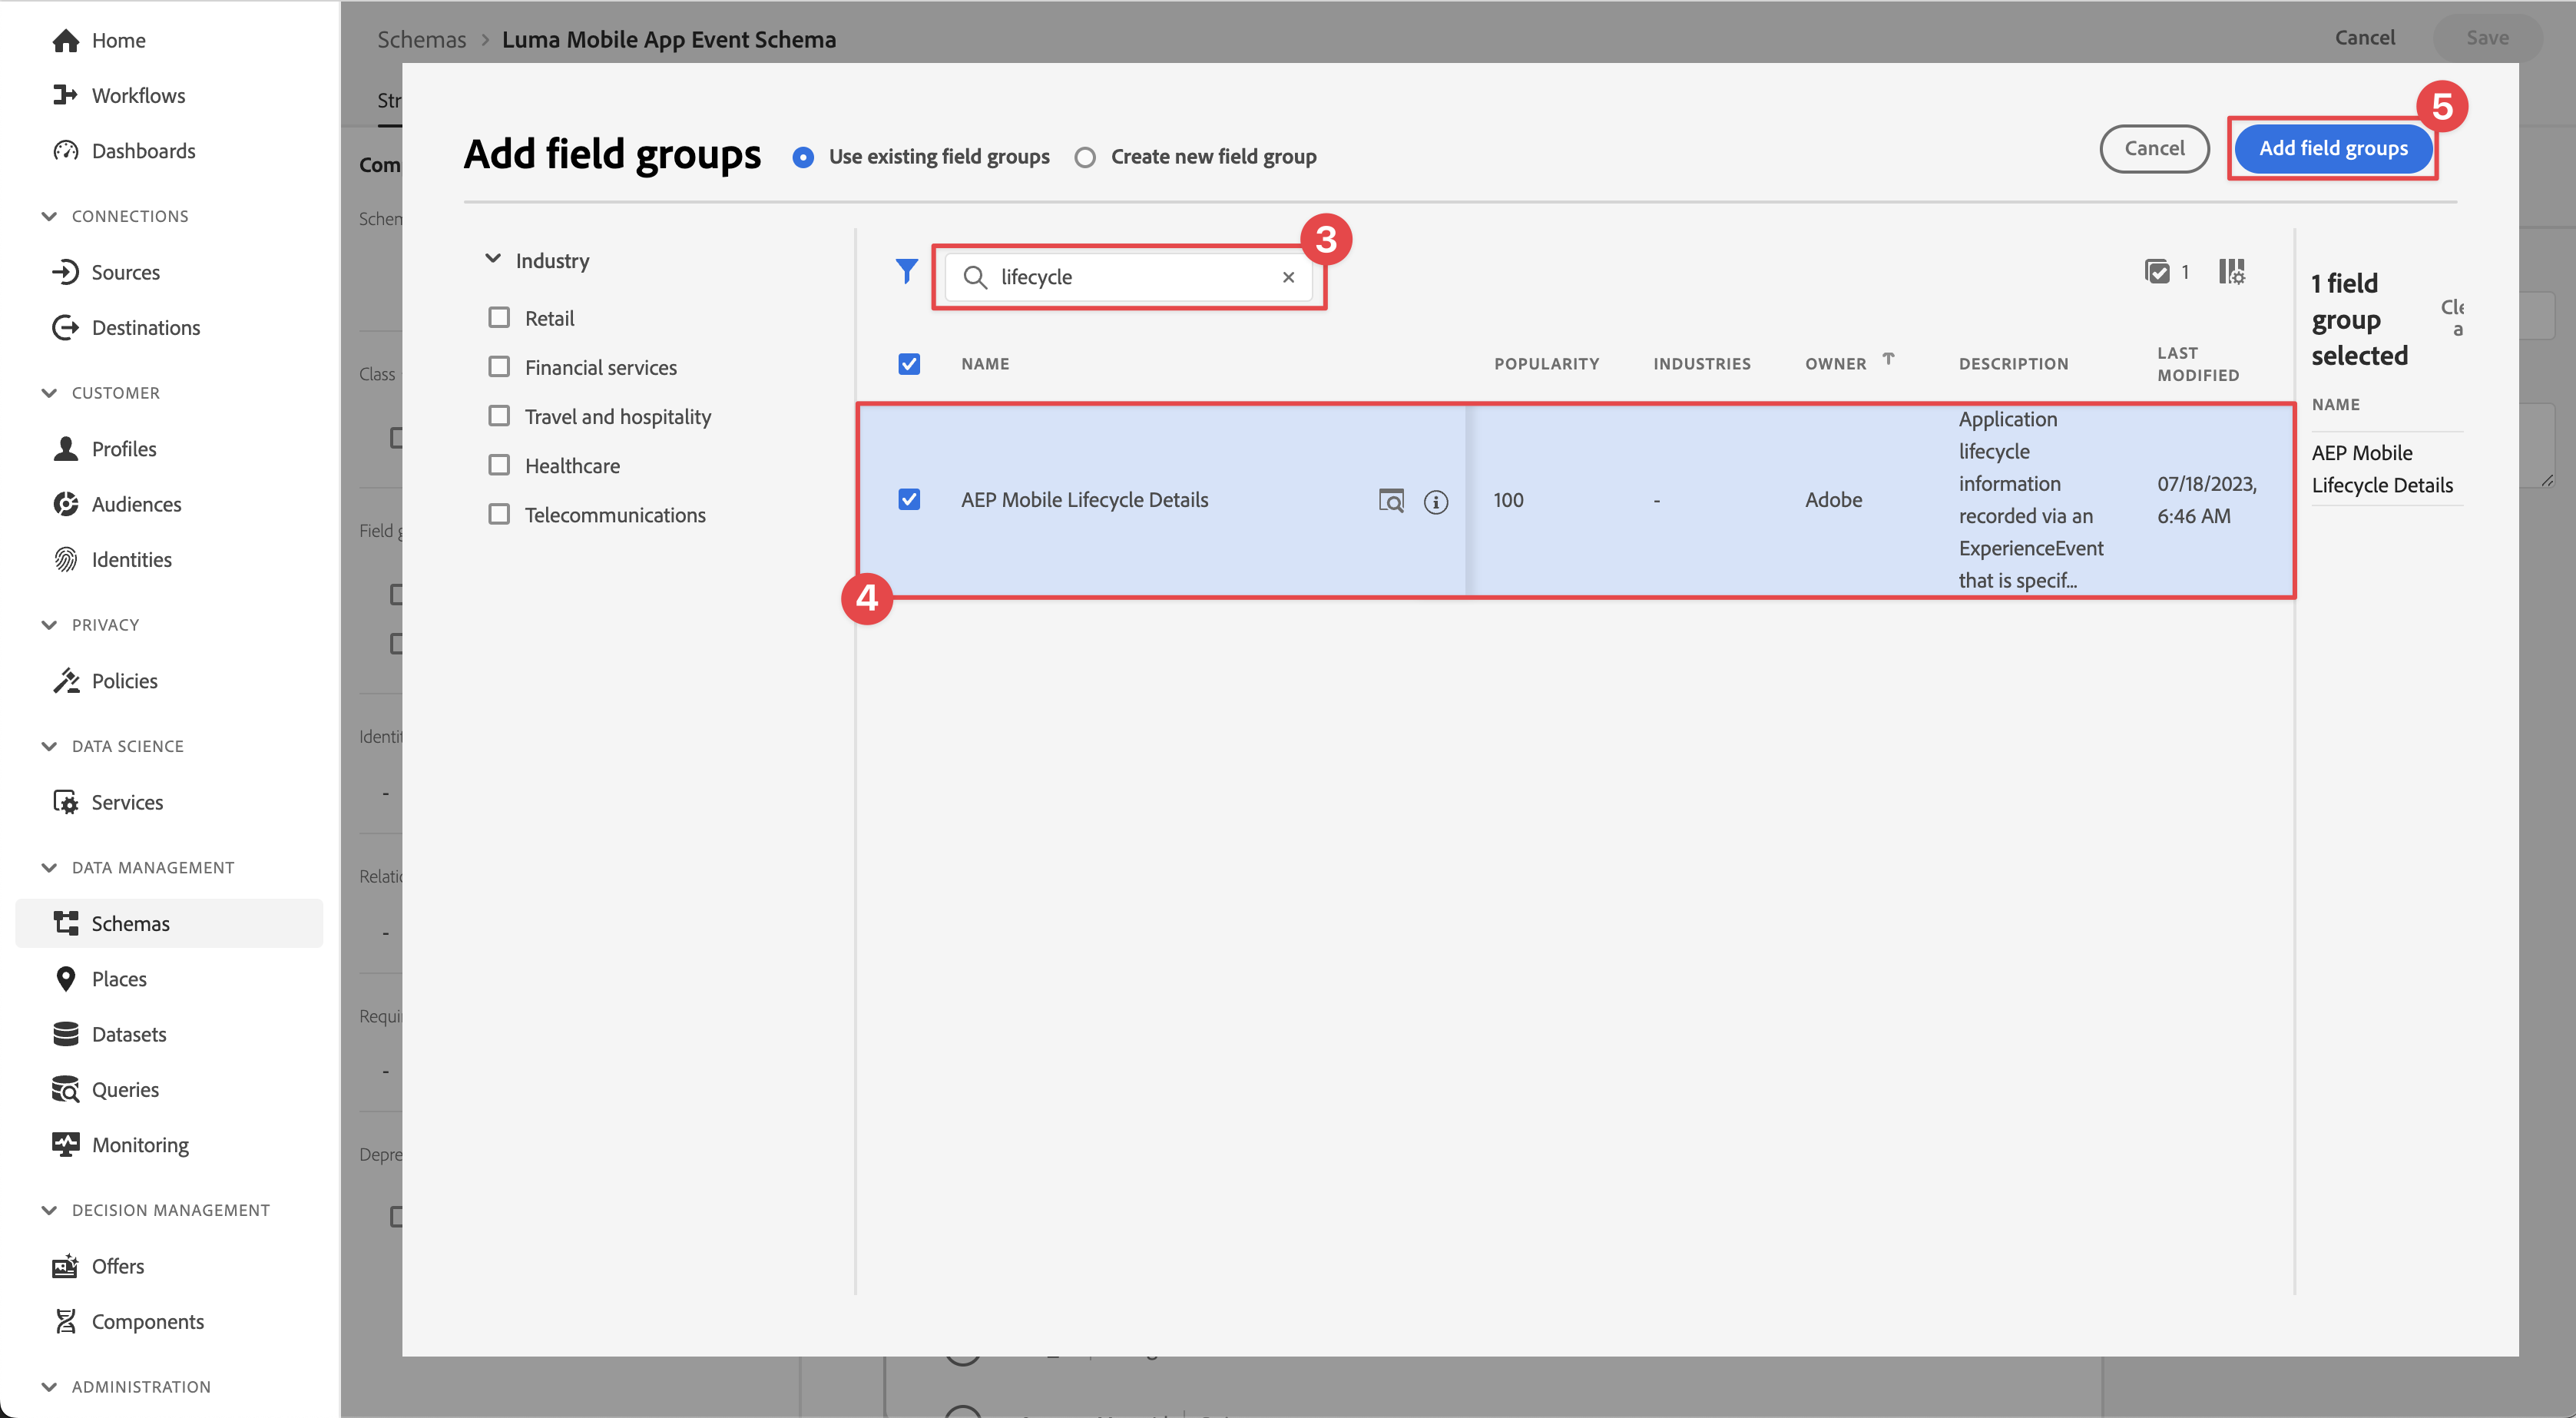 Home
Workflows
Dashboards
CONNECTIONS
Sources
Destinations
CUSTOMER
Profiles
Audiences
Identities
PRIVACY
Policies
DATA SCIENCE
Services
DATA MANAGEMENT
Schemas
Places
Datasets
Queries
Monitoring
DECISION MANAGEMENT
Offers
Components
ADMINISTRATION
Schemas > Luma Mobile App Event Schema
Cancel
Save
Str
Com
Schem
Class
Field g
Identit
-
Relatio
-
Requi
-
Depre
Add field groups
Use existing field groups
Create new field group
Cancel
Add field groups
5
Industry
Retail
Financial services
Travel and hospitality
Healthcare
Telecommunications
lifecycle
3
1
NAME
POPULARITY
INDUSTRIES
OWNER
DESCRIPTION
LAST
MODIFIED
AEP Mobile Lifecycle Details
100
-
Adobe
Application
lifecycle
information
recorded via an
ExperienceEvent
that is specif...
07/18/2023,
6:46 AM
4
1 field
group
selected
Cle
a
NAME
AEP Mobile
Lifecycle Details